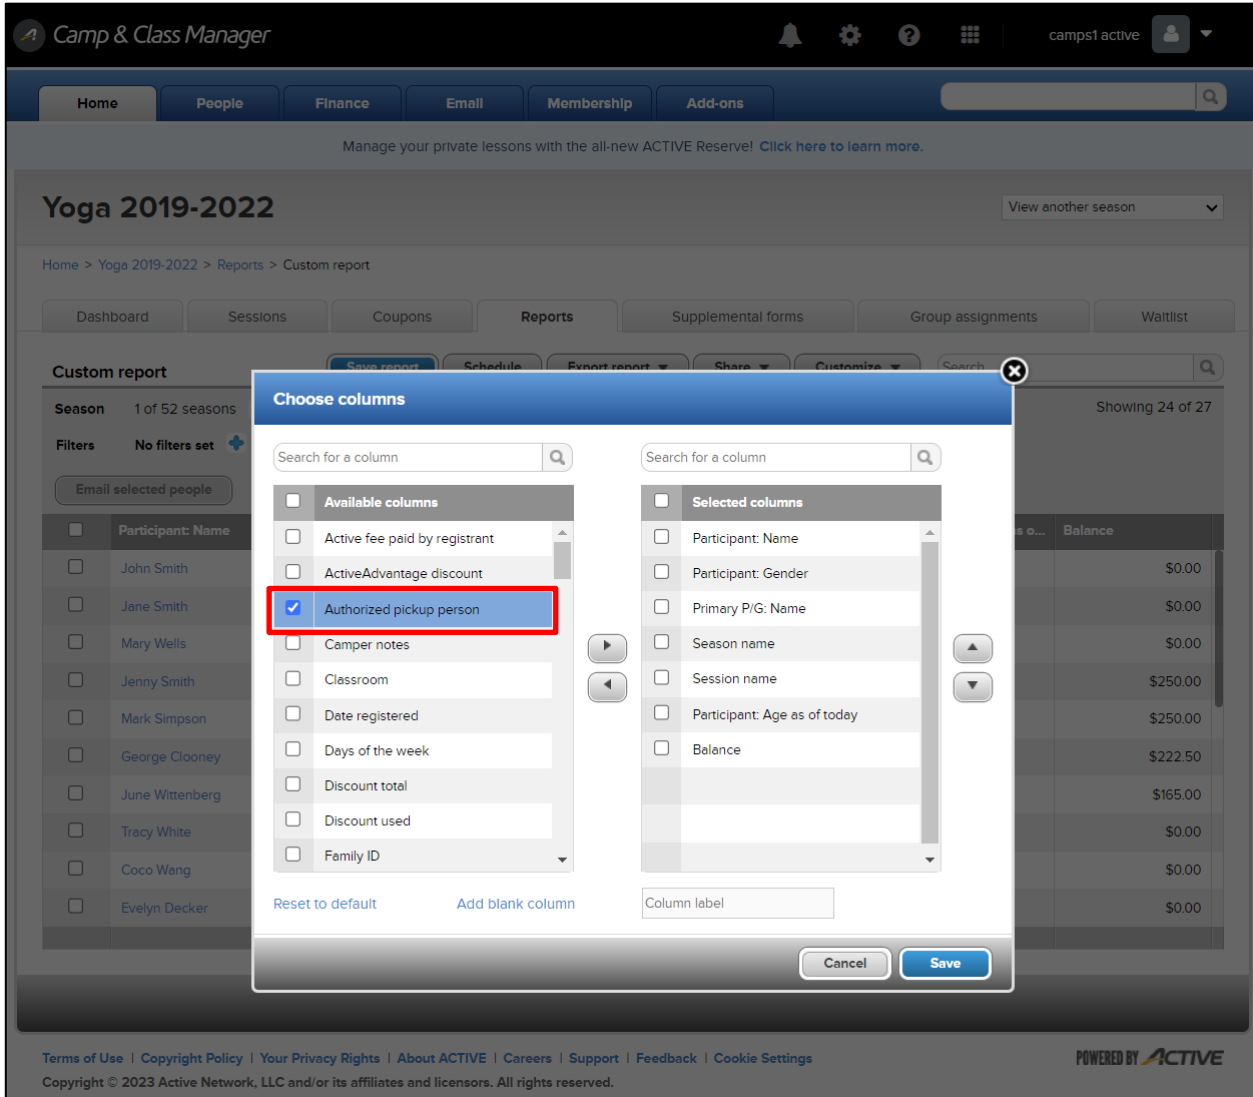 Camp & Class Manager
camps1 active
Home People Finance Email Membership Add-ons
Manage your private lessons with the all-new ACTIVE Reserve! Click here to learn more.
Yoga 2019-2022
View another season
Home > Yoga 2019-2022 > Reports > Custom report
Dashboard Sessions Coupons Reports Supplemental forms Group assignments Waitlist
Custom report Save report Schedule Export report Share Customize Search
Season 1 of 52 seasons Showing 24 of 27
Filters No filters set
Email selected people
Participant: Name Balance
John Smith $0.00
Jane Smith $0.00
Mary Wells $0.00
Jenny Smith $250.00
Mark Simpson $250.00
George Clooney $222.50
June Wittenberg $165.00
Tracy White $0.00
Coco Wang $0.00
Evelyn Decker $0.00
Choose columns
Search for a column Search for a column
Available columns Selected columns
Active fee paid by registrant Participant: Name
ActiveAdvantage discount Participant: Gender
Authorized pickup person Primary P/G: Name
Camper notes Season name
Classroom Session name
Date registered Participant: Age as of today
Days of the week Balance
Discount total
Discount used
Family ID
Reset to default Add blank column Column label
Cancel Save
Terms of Use | Copyright Policy | Your Privacy Rights | About ACTIVE | Careers | Support | Feedback | Cookie Settings
POWERED BY ACTIVE
Copyright © 2023 Active Network, LLC and/or its affiliates and licensors. All rights reserved.